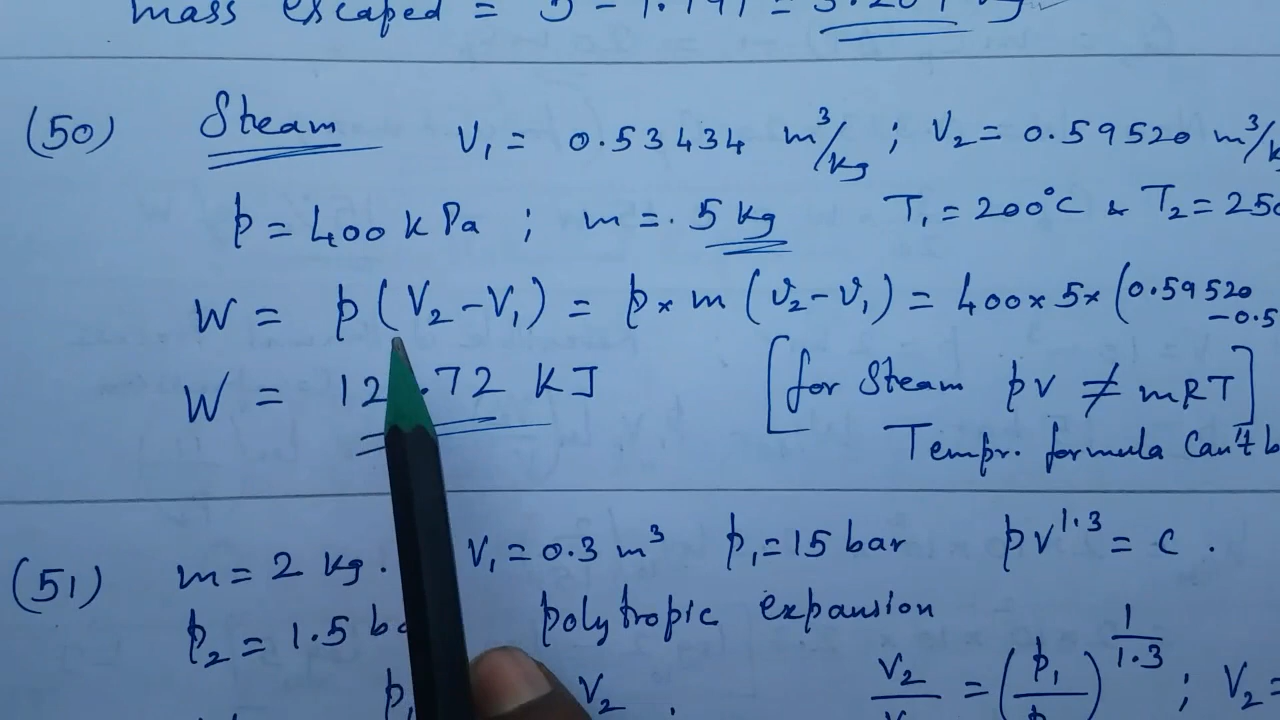 mass escaped = 5 -
(50) Steam V₁ = 0.53434 m³/kg ; V₂ = 0.59520 m³/
p = 400 kPa ; m = . 5 kg T₁ = 200°C & T₂ = 25
W = p (V₂ - V₁) = p × m (v₂ - v₁) = 400 × 5 × (0.59520
- 0.5
W = 12 .72 KJ [for Steam pv ≠ mRT]
Tempr. formula Can't b
(51) m = 2 kg. V₁ = 0.3 m³ p₁ = 15 bar pv^1.3 = c .
p₂ = 1.5 polytropic expansion
V₂ V₂/ = (p₁/ )^(1/1.3) ; V₂ =